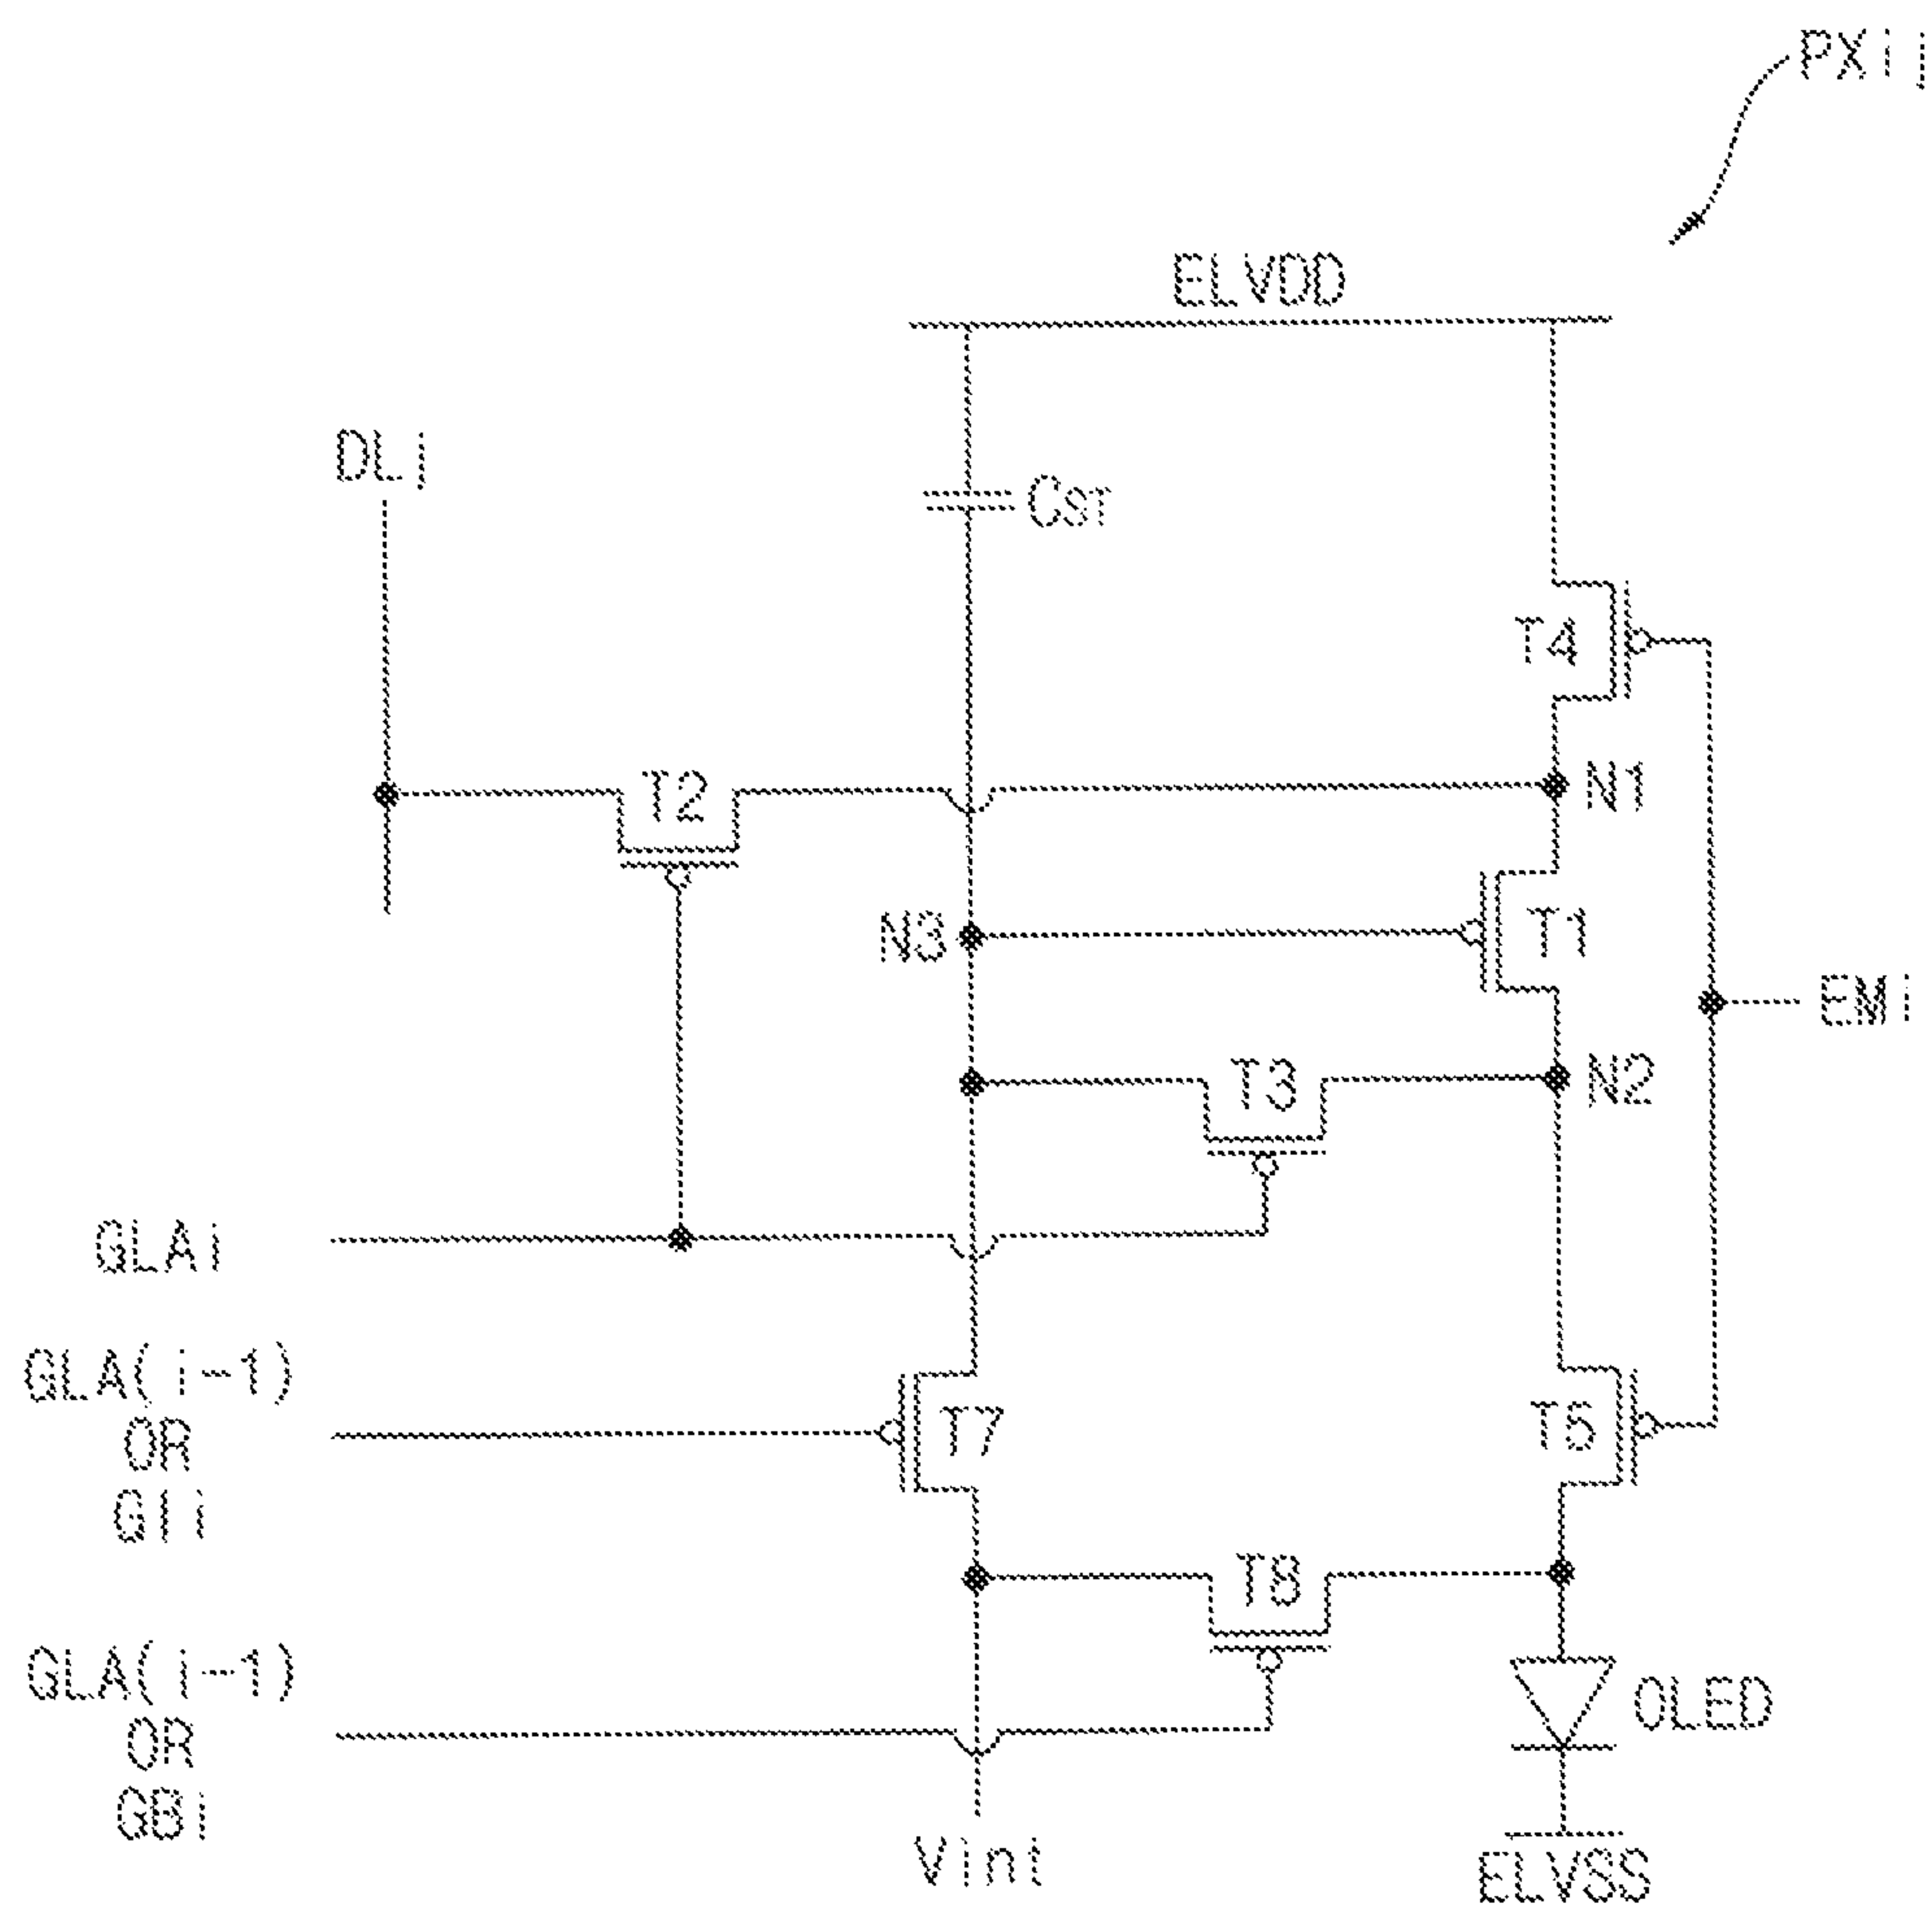 PXij
ELVDD
DLj
CST
T4
T2
N1
N3
T1
EMi
T3
N2
GLAi
GLA(i-1)
OR
GIi
T7
T5
T8
GLA(i-1)
OR
GBi
OLED
Vint
ELVSS